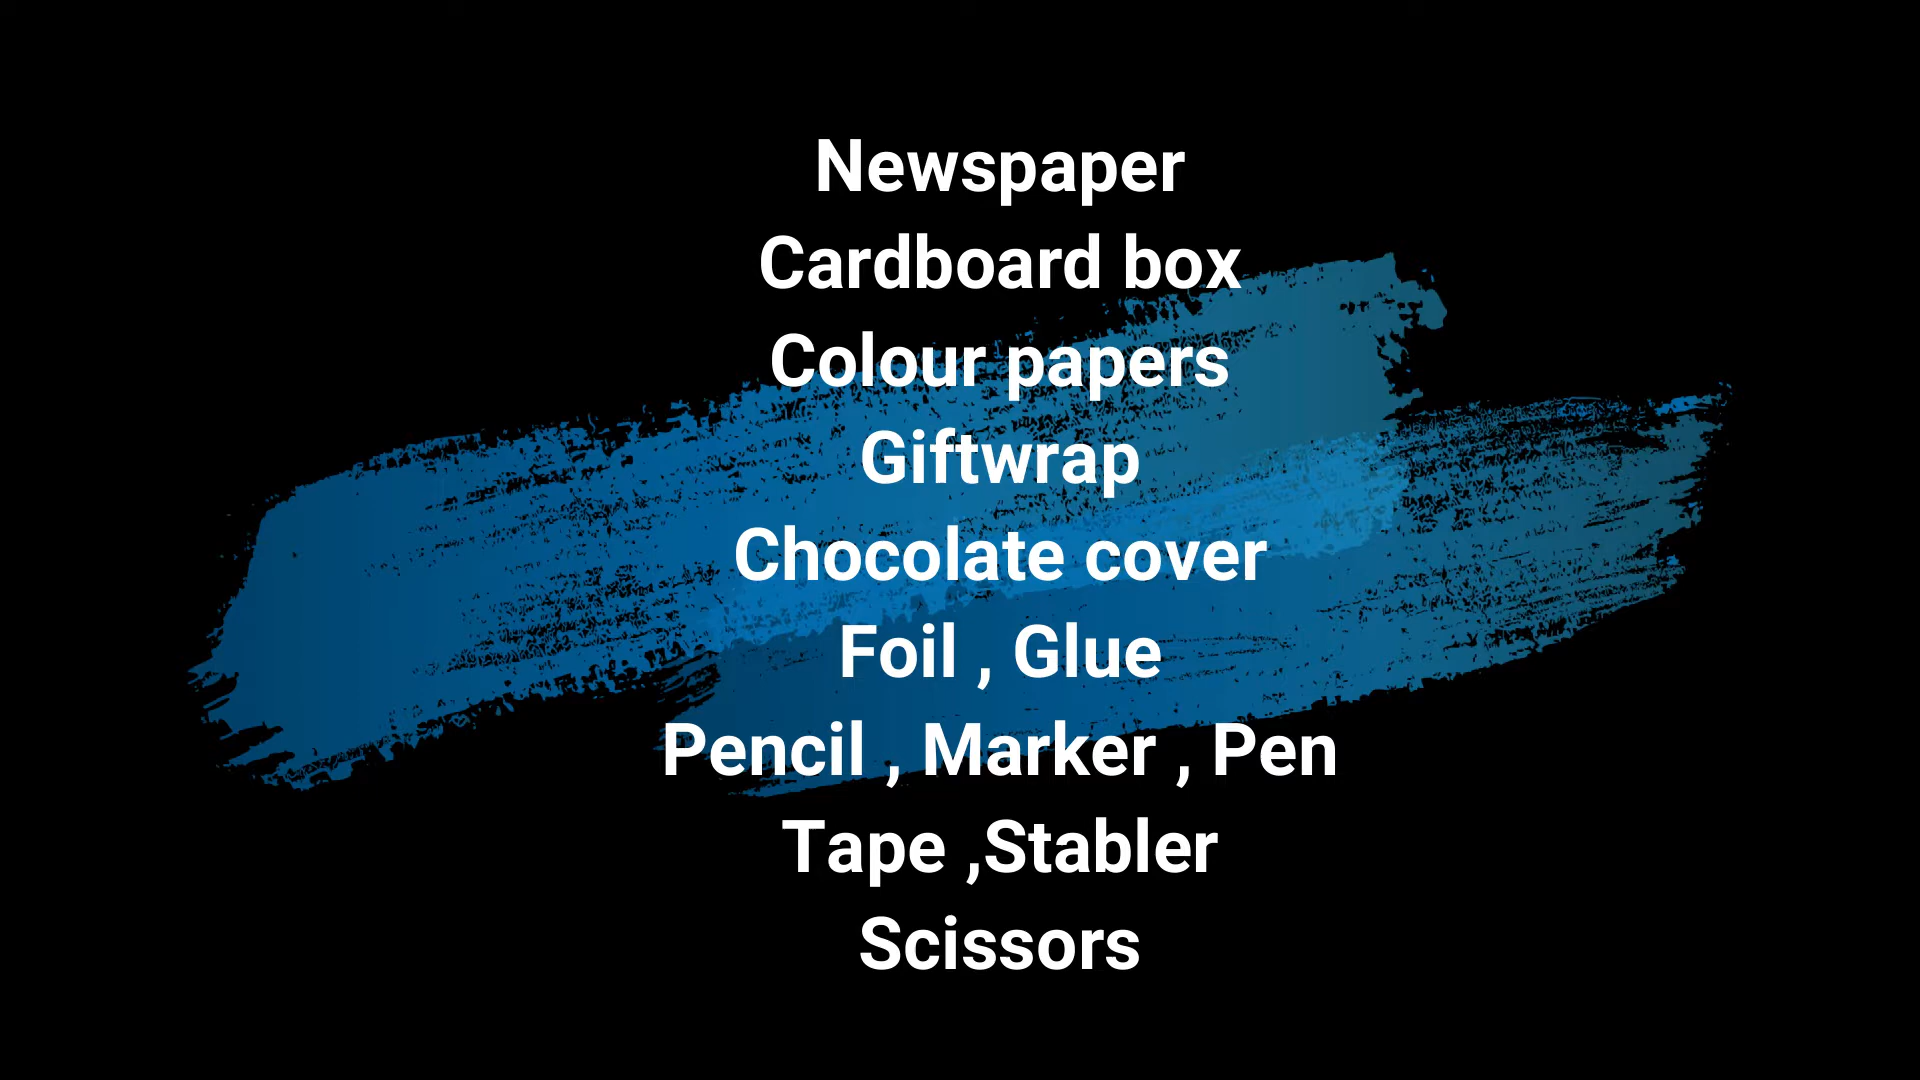 Newspaper
Cardboard box
Colour papers
Giftwrap
Chocolate cover
Foil , Glue
Pencil , Marker , Pen
Tape ,Stabler
Scissors